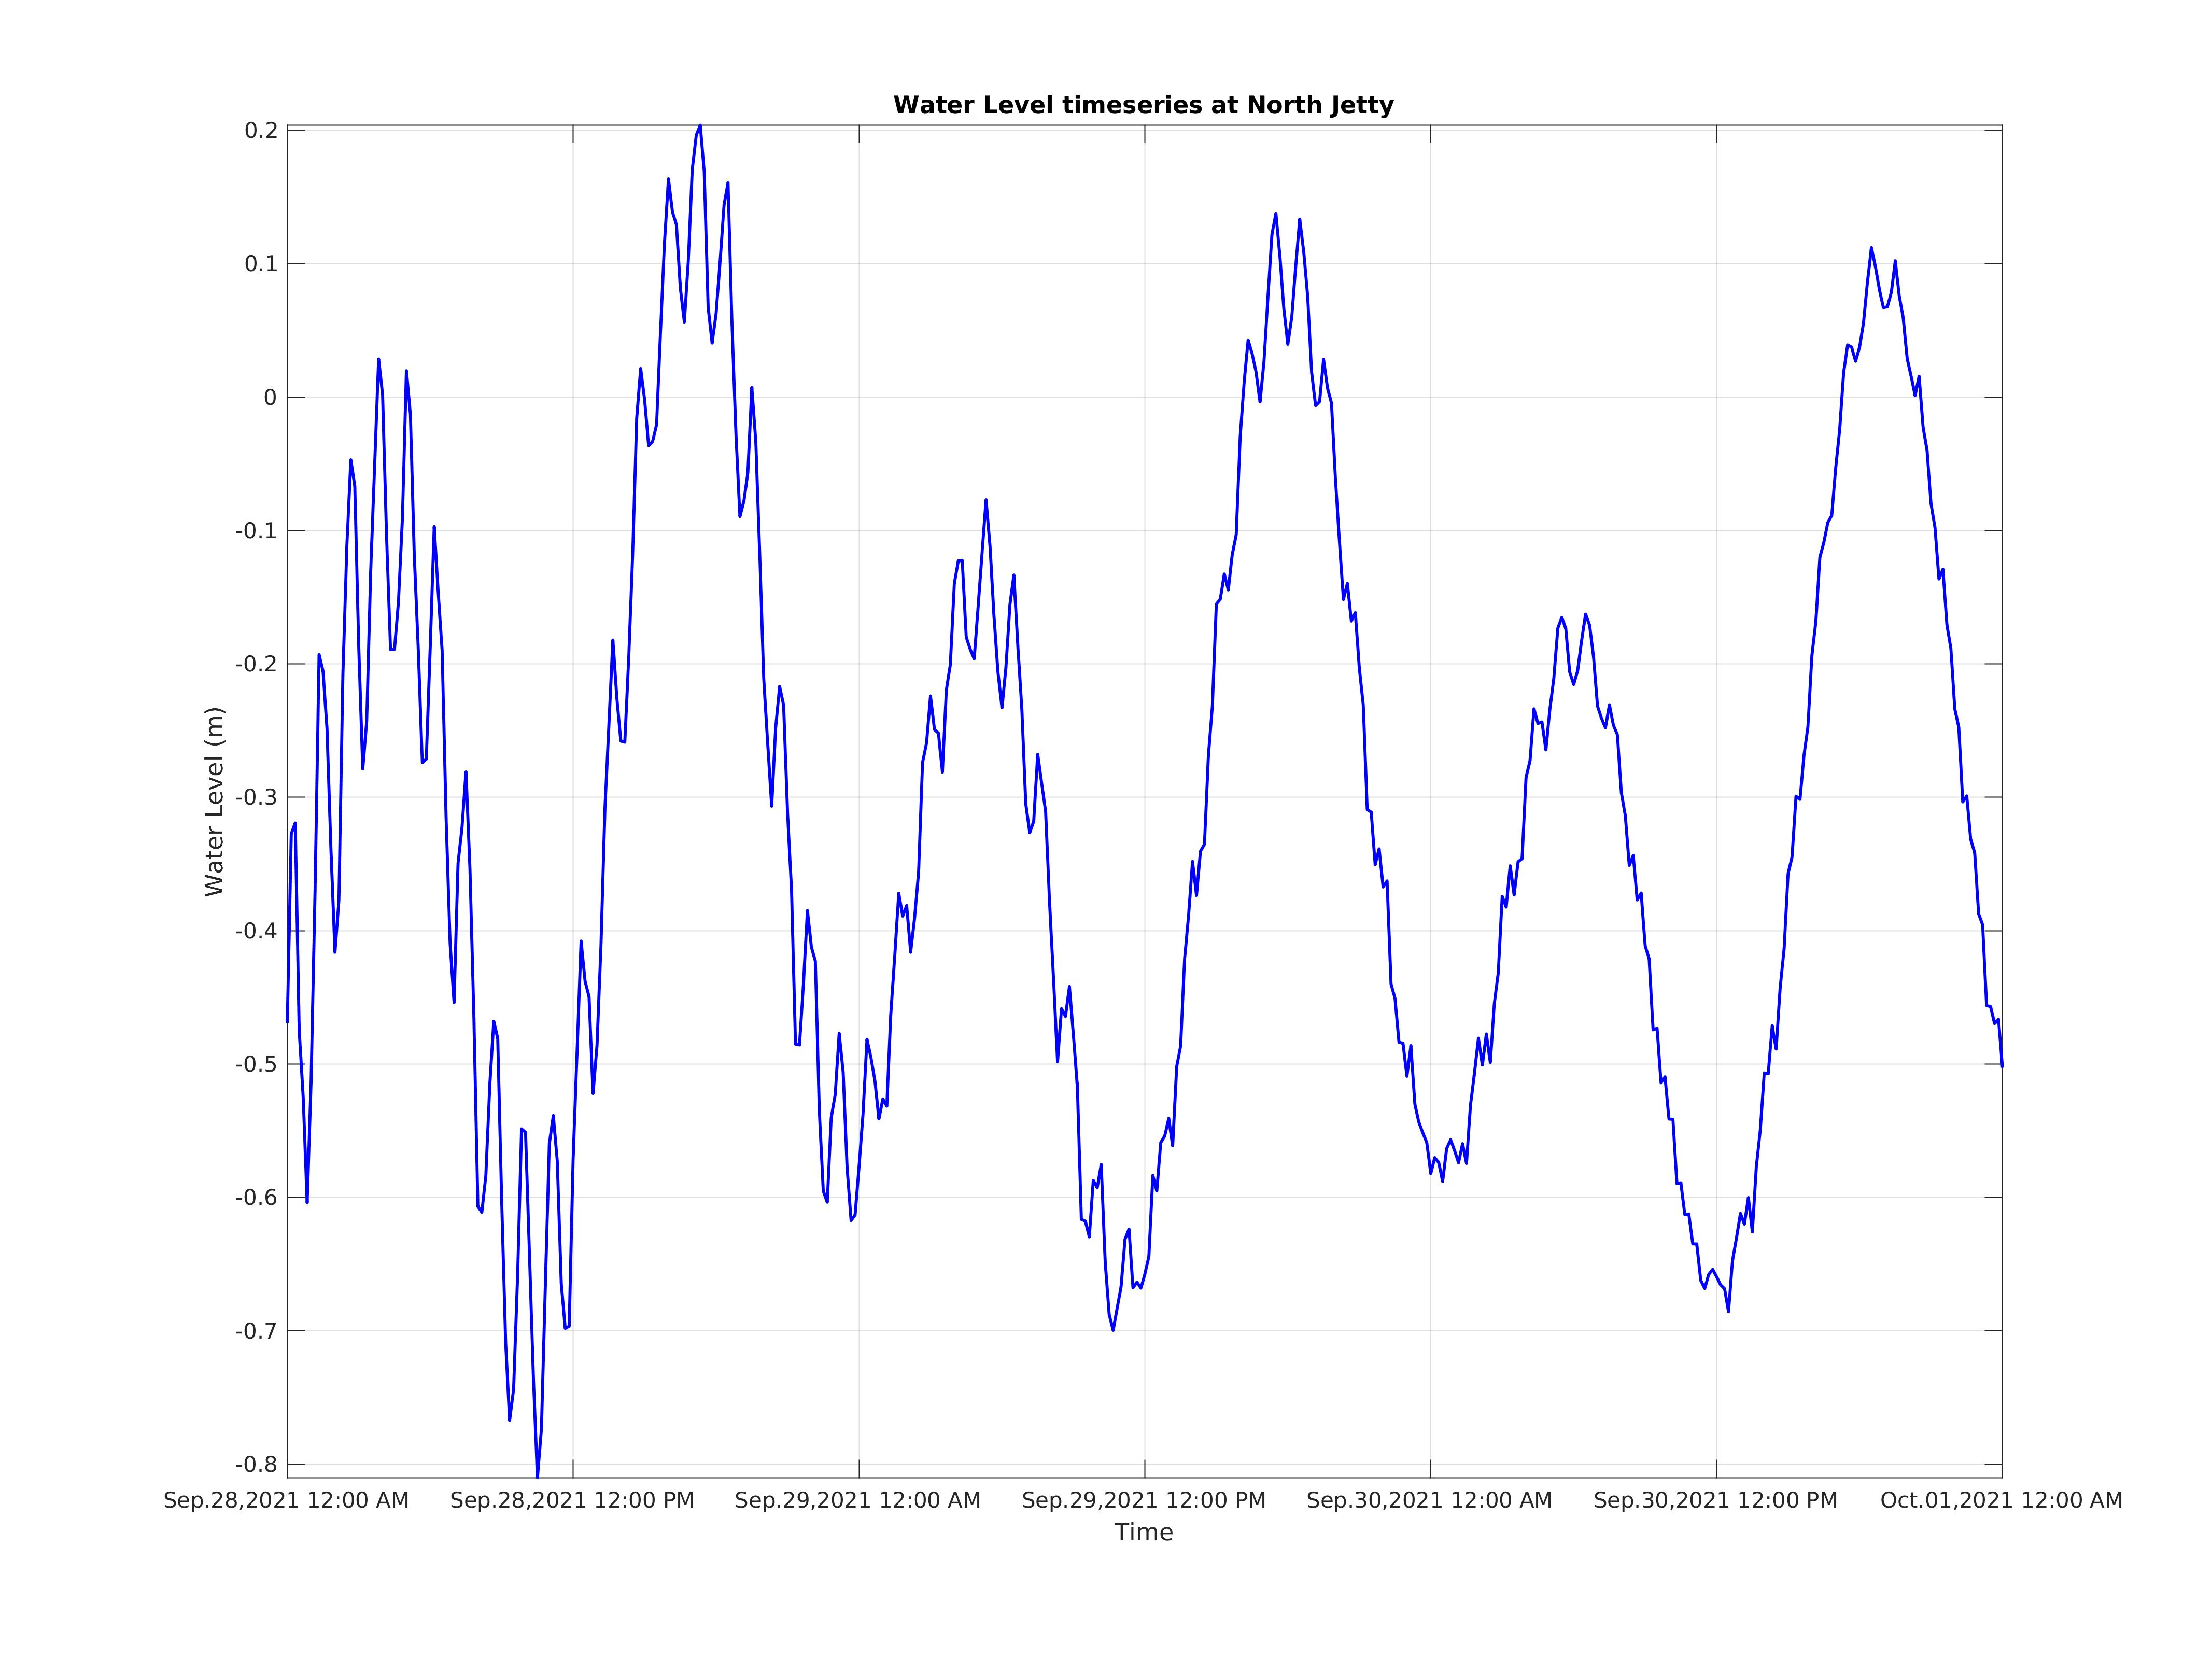 Water Level timeseries at North Jetty
0.2
0.1
0
-0.1
-0.2
-0.3
-0.4
-0.5
-0.6
-0.7
-0.8
Water Level (m)
Sep.28,2021 12:00 AM
Sep.28,2021 12:00 PM
Sep.29,2021 12:00 AM
Sep.29,2021 12:00 PM
Sep.30,2021 12:00 AM
Sep.30,2021 12:00 PM
Oct.01,2021 12:00 AM
Time